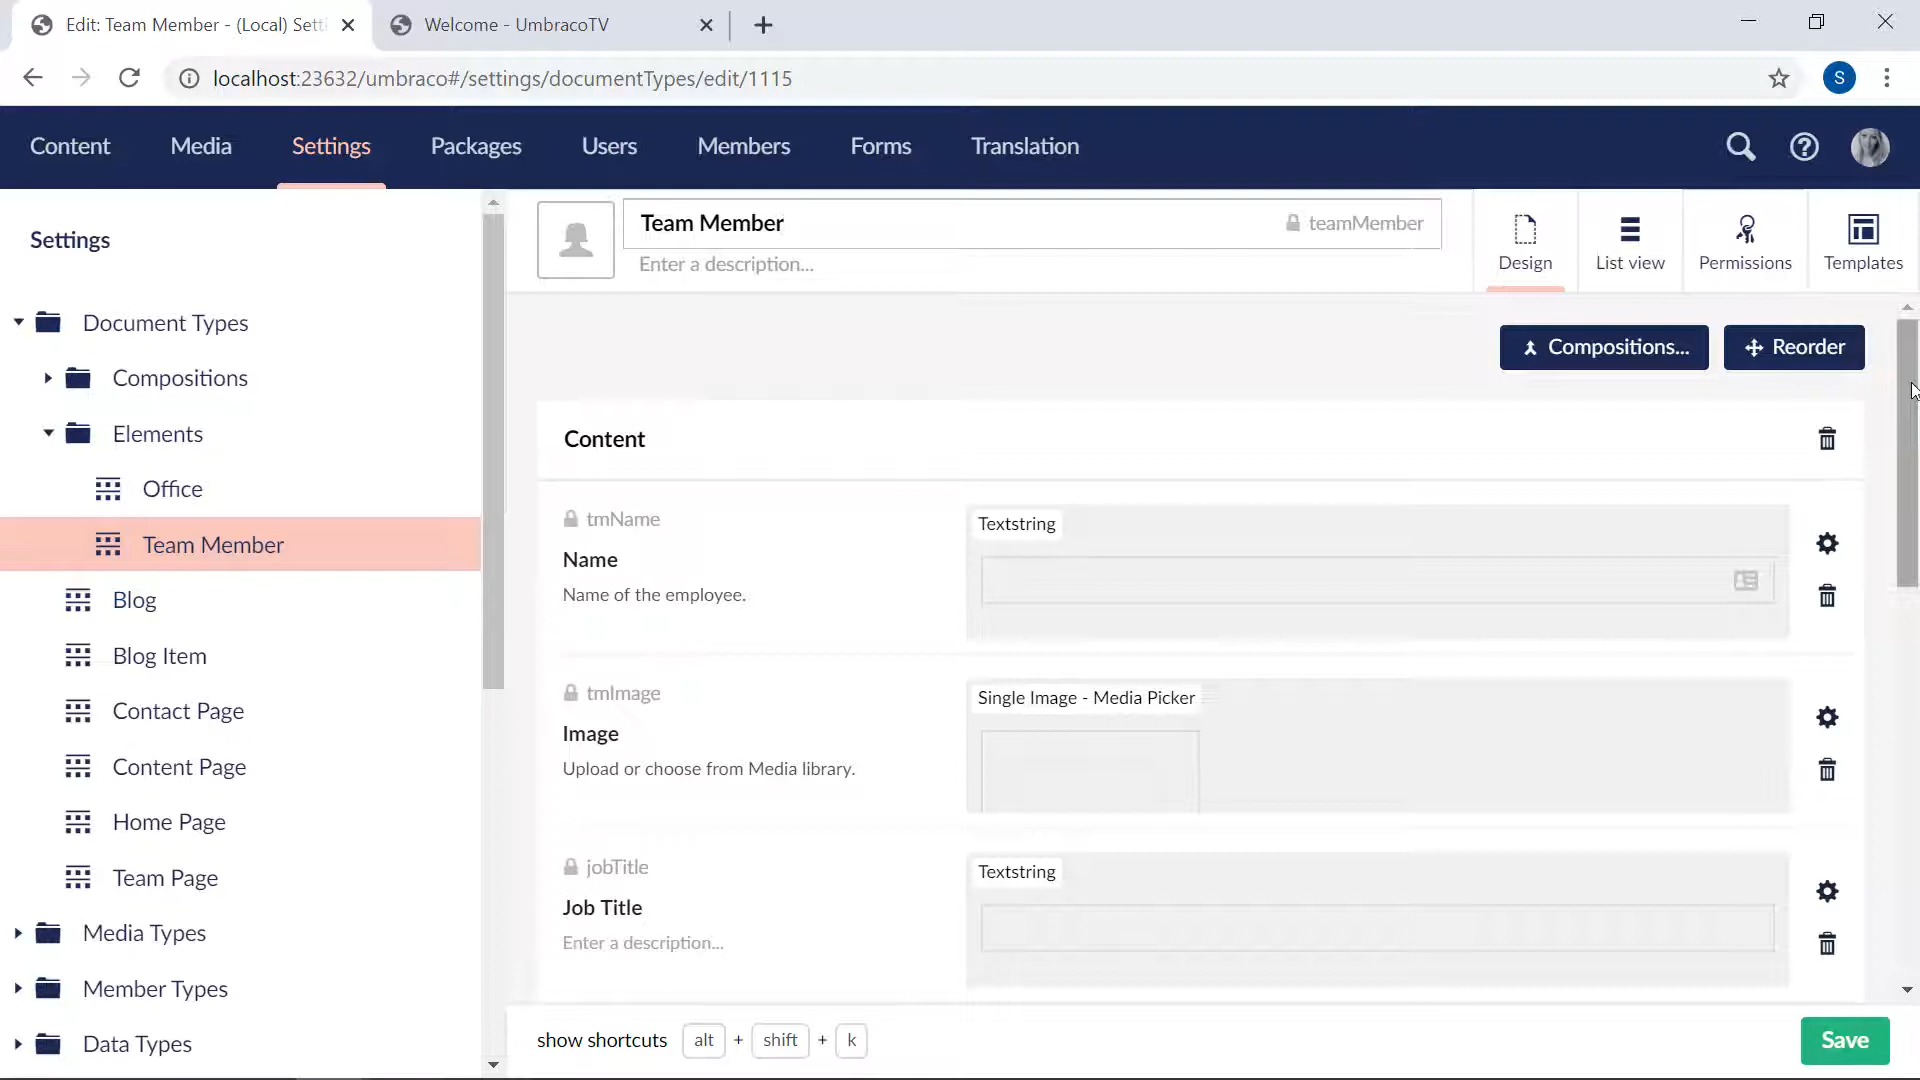 Edit: Team Member - (Local) Setti
Welcome - UmbracoTV
localhost:23632/umbraco#/settings/documentTypes/edit/1115
S
Content
Media
Settings
Packages
Users
Members
Forms
Translation
Settings
Document Types
Compositions
Elements
Office
Team Member
Blog
Blog Item
Contact Page
Content Page
Home Page
Team Page
Media Types
Member Types
Data Types
Team Member
teamMember
Enter a description...
Design
List view
Permissions
Templates
Compositions...
Reorder
Content
tmName
Name
Name of the employee.
Textstring
tmImage
Image
Upload or choose from Media library.
Single Image - Media Picker
jobTitle
Job Title
Enter a description...
Textstring
show shortcuts alt + shift + k
Save